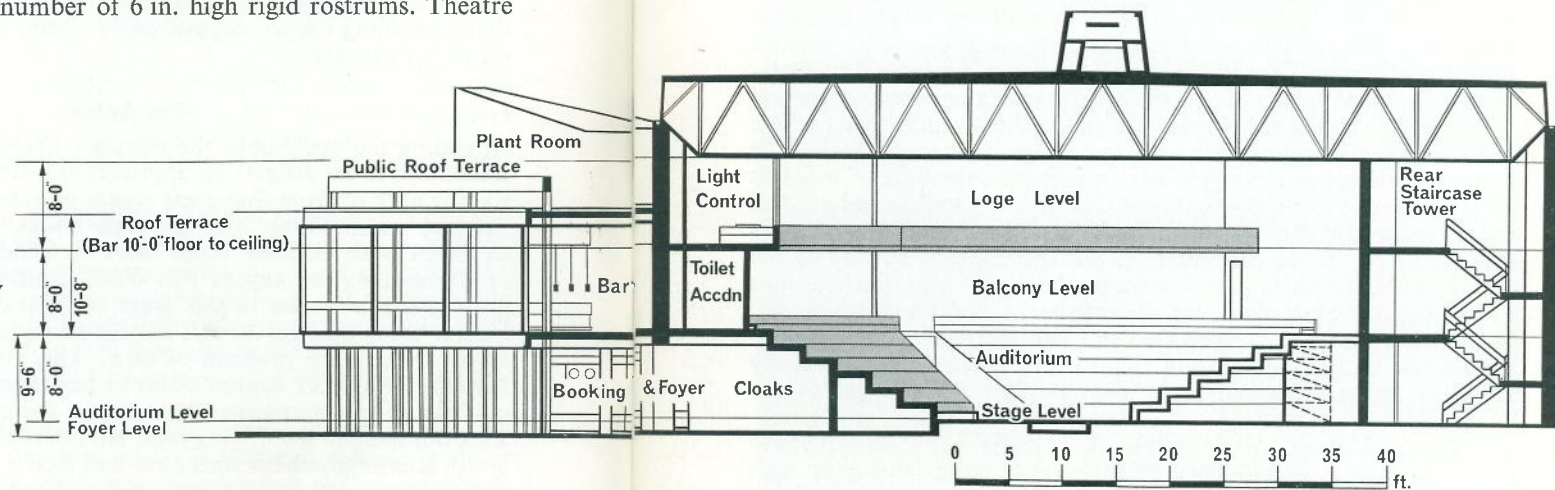 number of 6 in. high rigid rostrums. Theatre
Plant Room
Public Roof Terrace
8-0"
Roof Terrace
(Bar 10'-0" floor to ceiling)
8-0"
10-8"
Bar
9-6"
8-0"
Auditorium Level
Foyer Level
Booking & Foyer
Cloaks
Light
Control
Toilet
Accdn
Loge Level
Balcony Level
Auditorium
Stage Level
Rear
Staircase
Tower
0 5 10 15 20 25 30 35 40
ft.